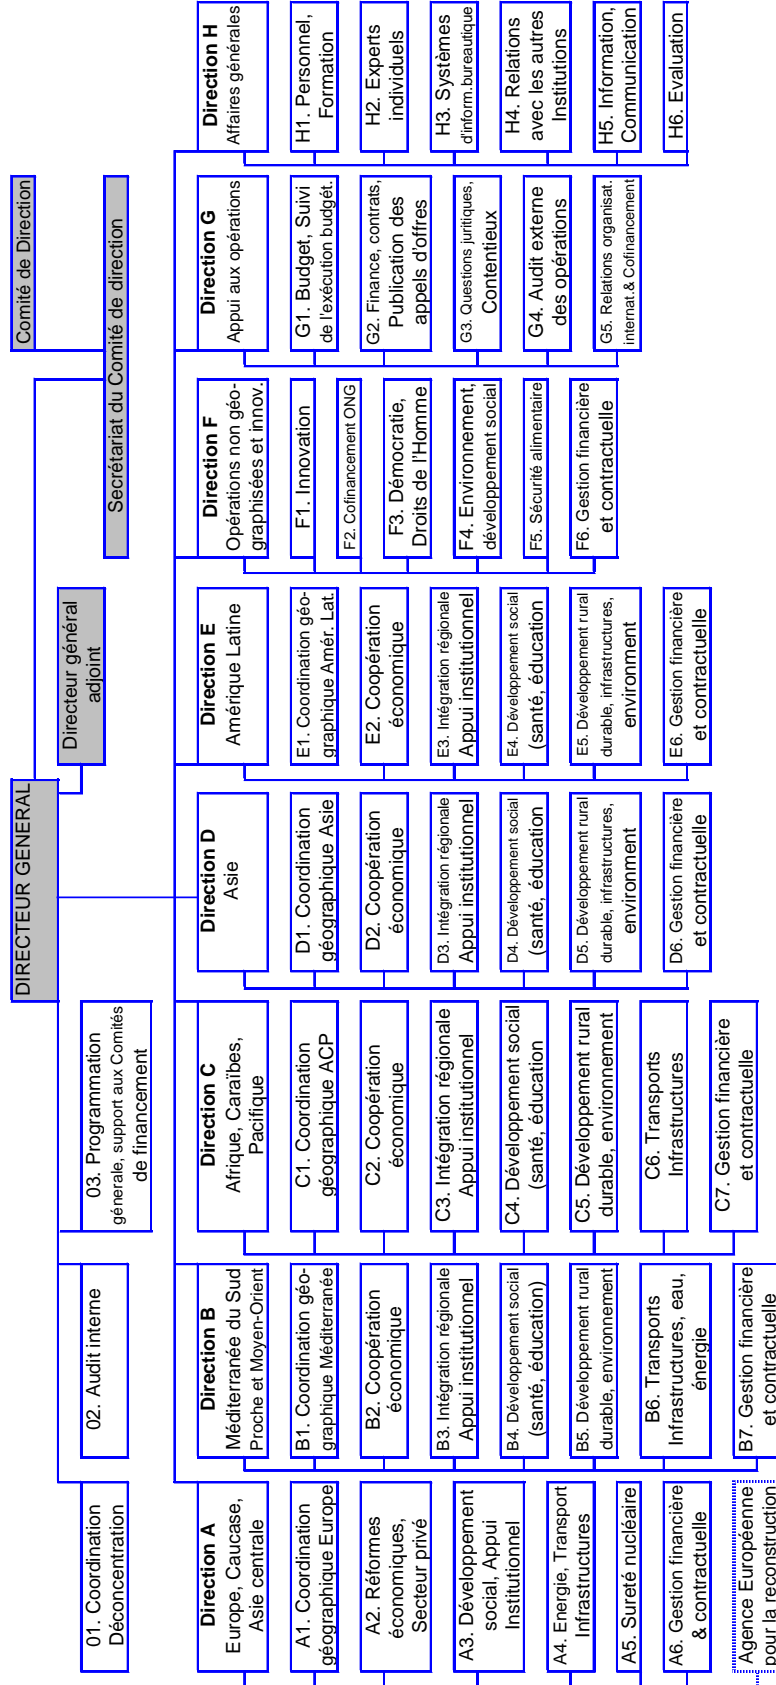 DIRECTEUR GENERAL
Comité de Direction
Directeur général
adjoint
Secrétariat du Comité de direction
01. Coordination
Déconcentration
02. Audit interne
03. Programmation
génerale, support aux Comités
de financement
Direction A
Europe, Caucase,
Asie centrale
A1. Coordination
géographique Europe
A2. Réformes
économiques,
Secteur privé
A3. Développement
social, Appui
Institutionnel
A4. Energie, Transport
Infrastructures
A5. Sureté nucléaire
A6. Gestion financière
& contractuelle
Agence Européenne
pour la reconstruction
Direction B
Méditerranée du Sud
Proche et Moyen-Orient
B1. Coordination géo-
graphique Méditerranée
B2. Coopération
économique
B3. Intégration régionale
Appui institutionnel
B4. Développement social
(santé, éducation)
B5. Développement rural
durable, environnement
B6. Transports
Infrastructures, eau,
énergie
B7. Gestion financière
et contractuelle
Direction C
Afrique, Caraïbes,
Pacifique
C1. Coordination
géographique ACP
C2. Coopération
économique
C3. Intégration régionale
Appui institutionnel
C4. Développement social
(santé, éducation)
C5. Développement rural
durable, environnement
C6. Transports
Infrastructures
C7. Gestion financière
et contractuelle
Direction D
Asie
D1. Coordination
géographique Asie
D2. Coopération
économique
D3. Intégration régionale
Appui institutionnel
D4. Développement social
(santé, éducation
D5. Développement rural
durable, infrastructures,
environment
D6. Gestion financière
et contractuelle
Direction E
Amérique Latine
E1. Coordination géo-
graphique Amér. Lat.
E2. Coopération
économique
E3. Intégration régionale
Appui institutionnel
E4. Développement social
(santé, éducation
E5. Développement rural
durable, infrastructures,
environment
E6. Gestion financière
et contractuelle
Direction F
Opérations non géo-
graphisées et innov.
F1. Innovation
F2. Cofinancement ONG
F3. Démocratie,
Droits de l'Homme
F4. Environnement,
développement social
F5. Sécurité alimentaire
F6. Gestion financière
et contractuelle
Direction G
Appui aux opérations
G1. Budget, Suivi
de l'exécution budgét.
G2. Finance, contrats,
Publication des
appels d'offres
G3. Questions juritiques,
Contentieux
G4. Audit externe
des opérations
G5. Relations organisat.
internat.& Cofinancement
Direction H
Affaires générales
H1. Personnel,
Formation
H2. Experts
individuels
H3. Systèmes
d'inform.bureautique
H4. Relations
avec les autres
Institutions
H5. Information,
Communication
H6. Evaluation